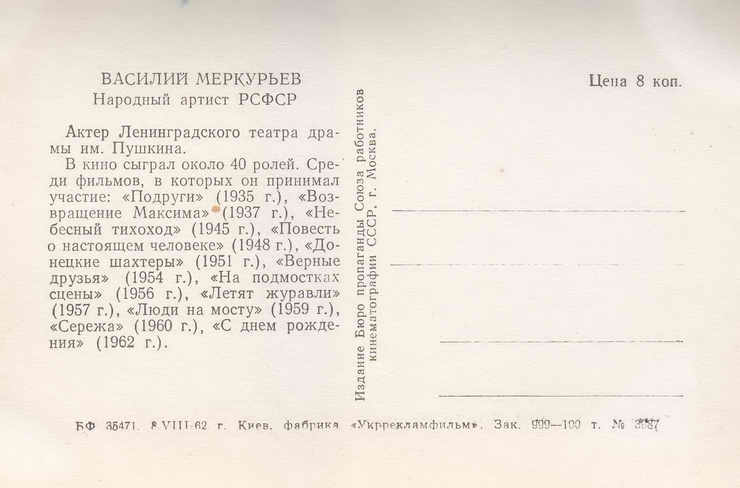 ВАСИЛИЙ МЕРКУРЬЕВ
Народный артист РСФСР
Актер Ленинградского театра дра-
мы им. Пушкина.
В кино сыграл около 40 ролей. Сре-
ди фильмов, в которых он принимал
участие: «Подруги» (1935 г.), «Воз-
вращение Максима» (1937 г.), «Не-
бесный тихоход» (1945 г.), «Повесть
о настоящем человеке» (1948 г.), «До-
нецкие шахтеры» (1951 г.), «Верные
друзья» (1954 г.), «На подмостках
сцены» (1956 г.), «Летят журавли»
(1957 г.), «Люди на мосту» (1959 г.),
«Сережа» (1960 г.), «С днем рожде-
ния» (1962 г.).
Издание Бюро пропаганды Союза работников
кинематографии СССР, г. Москва.
Цена 8 коп.
БФ 35471. 8 VIII-62 г. Киев, фабрика «Укррекламфильм». Зак. —100 т. №